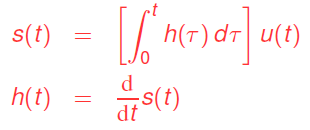 s(t) = [∫₀ᵗ h(τ) dτ] u(t)
h(t) = d/dt s(t)